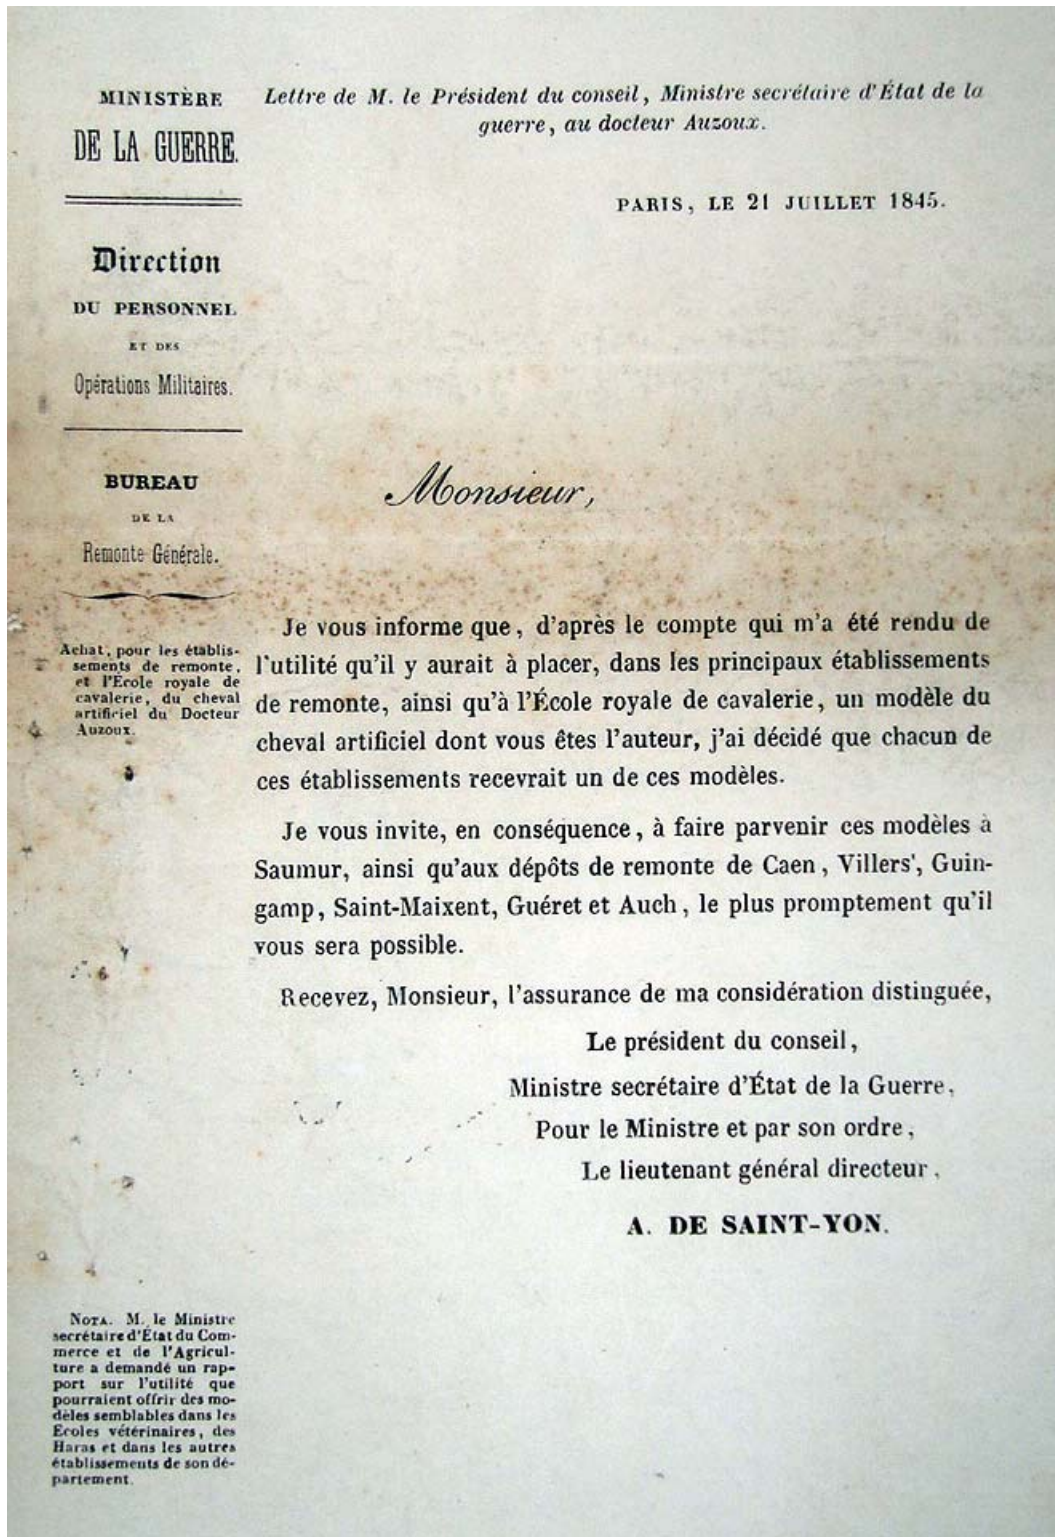 MINISTÈRE
DE LA GUERRE.
Direction
DU PERSONNEL
ET DES
Opérations Militaires.
BUREAU
DE LA
Remonte Générale.
Achat, pour les établis-
sements de remonte,
et l'École royale de
cavalerie, du cheval
artificiel du Docteur
Auzoux.
Lettre de M. le Président du conseil, Ministre secrétaire d'État de la
guerre, au docteur Auzoux.
PARIS, LE 21 JUILLET 1845.
Monsieur,
Je vous informe que, d'après le compte qui m'a été rendu de
l'utilité qu'il y aurait à placer, dans les principaux établissements
de remonte, ainsi qu'à l'École royale de cavalerie, un modèle du
cheval artificiel dont vous êtes l'auteur, j'ai décidé que chacun de
ces établissements recevrait un de ces modèles.
Je vous invite, en conséquence, à faire parvenir ces modèles à
Saumur, ainsi qu'aux dépôts de remonte de Caen, Villers', Guin-
gamp, Saint-Maixent, Guéret et Auch, le plus promptement qu'il
vous sera possible.
Recevez, Monsieur, l'assurance de ma considération distinguée,
Le président du conseil,
Ministre secrétaire d'État de la Guerre,
Pour le Ministre et par son ordre,
Le lieutenant général directeur,
A. DE SAINT-YON.
NOTA. M. le Ministre
secrétaire d'État du Com-
merce et de l'Agricul-
ture a demandé un rap-
port sur l'utilité que
pourraient offrir des mo-
dèles semblables dans les
Écoles vétérinaires, des
Haras et dans les autres
établissements de son dé-
partement.